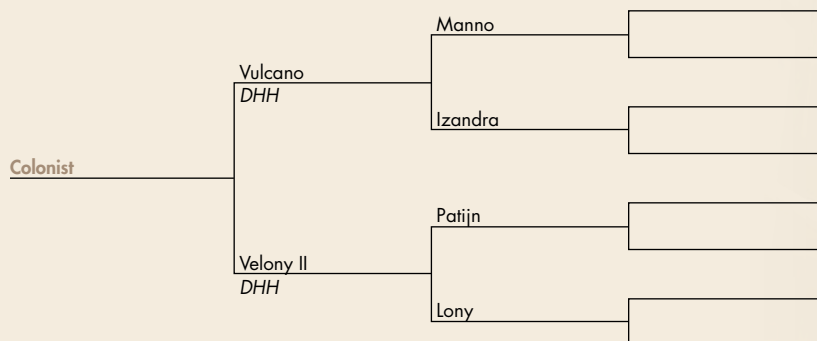 Manno
Vulcano
DHH
Izandra
Colonist
Patijn
Velony II
DHH
Lony